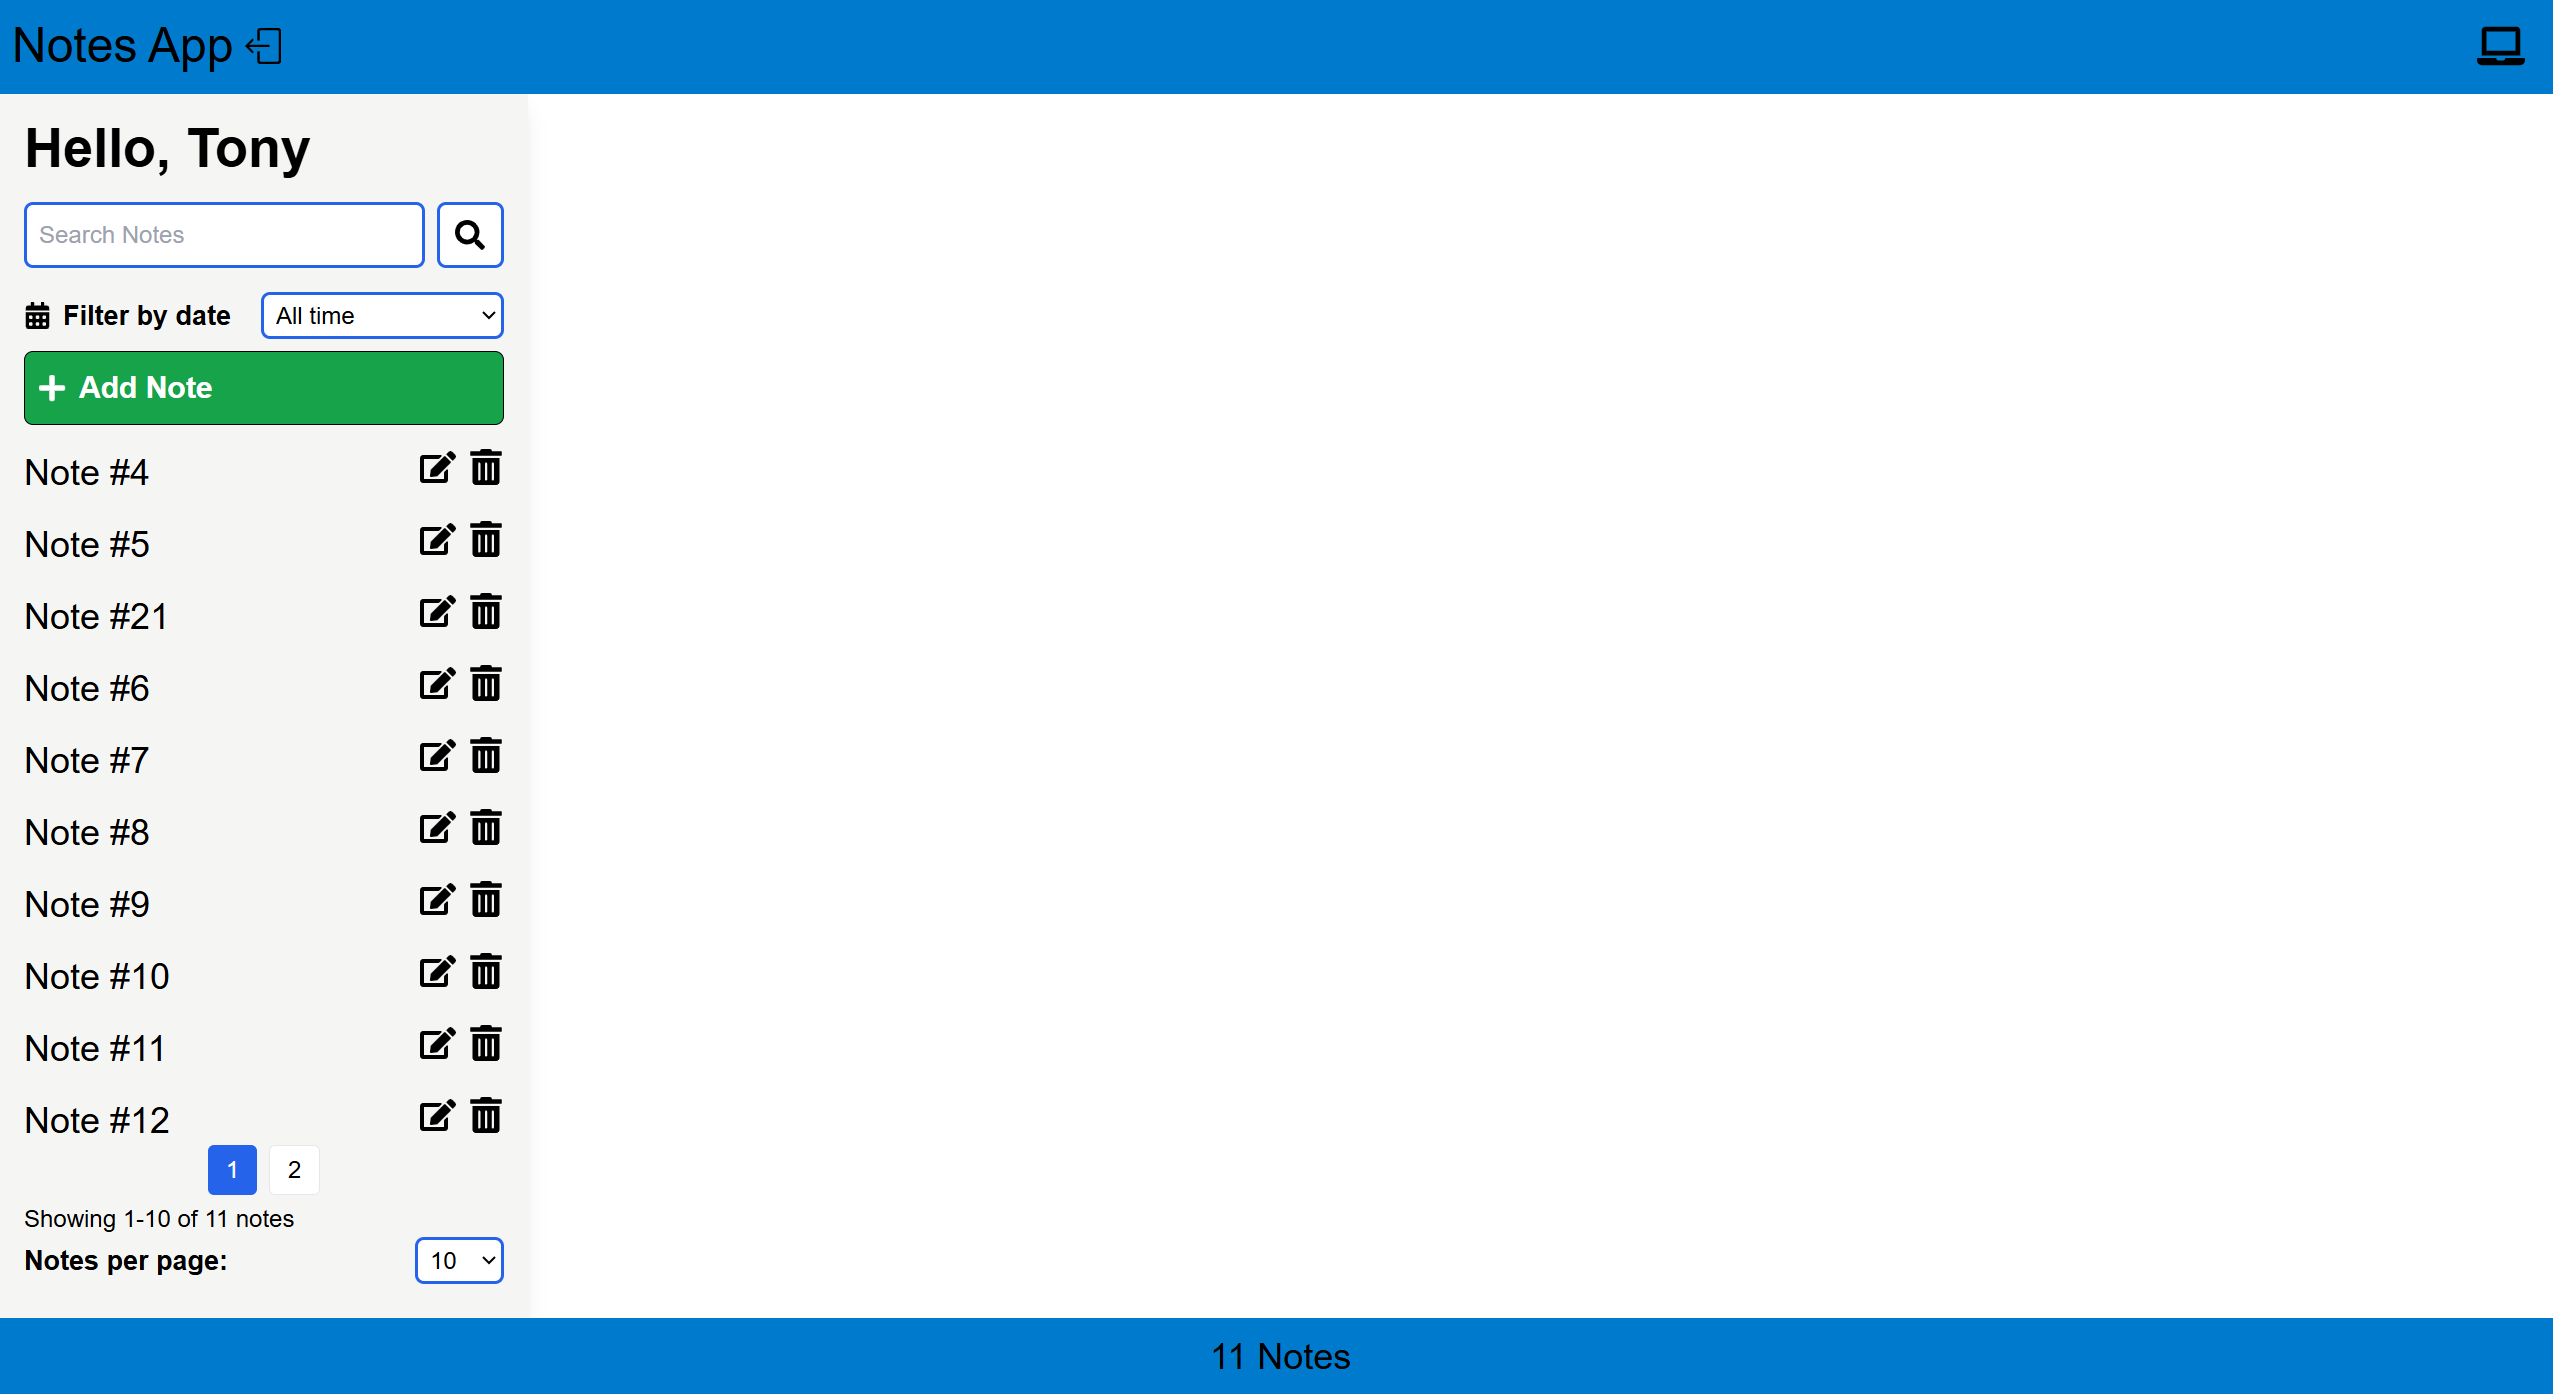 Notes App
Hello, Tony
Search Notes
Filter by date All time
Add Note
Note #4
Note #5
Note #21
Note #6
Note #7
Note #8
Note #9
Note #10
Note #11
Note #12
1 2
Showing 1-10 of 11 notes
Notes per page: 10
11 Notes